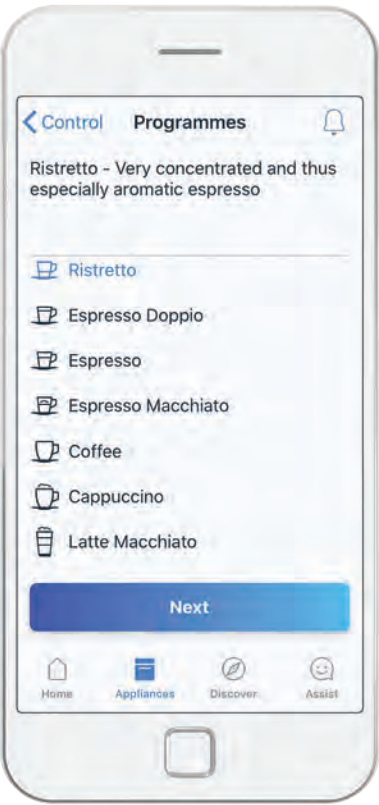 Control Programmes
Ristretto - Very concentrated and thus
especially aromatic espresso
Ristretto
Espresso Doppio
Espresso
Espresso Macchiato
Coffee
Cappuccino
Latte Macchiato
Next
Home Appliances Discover Assist